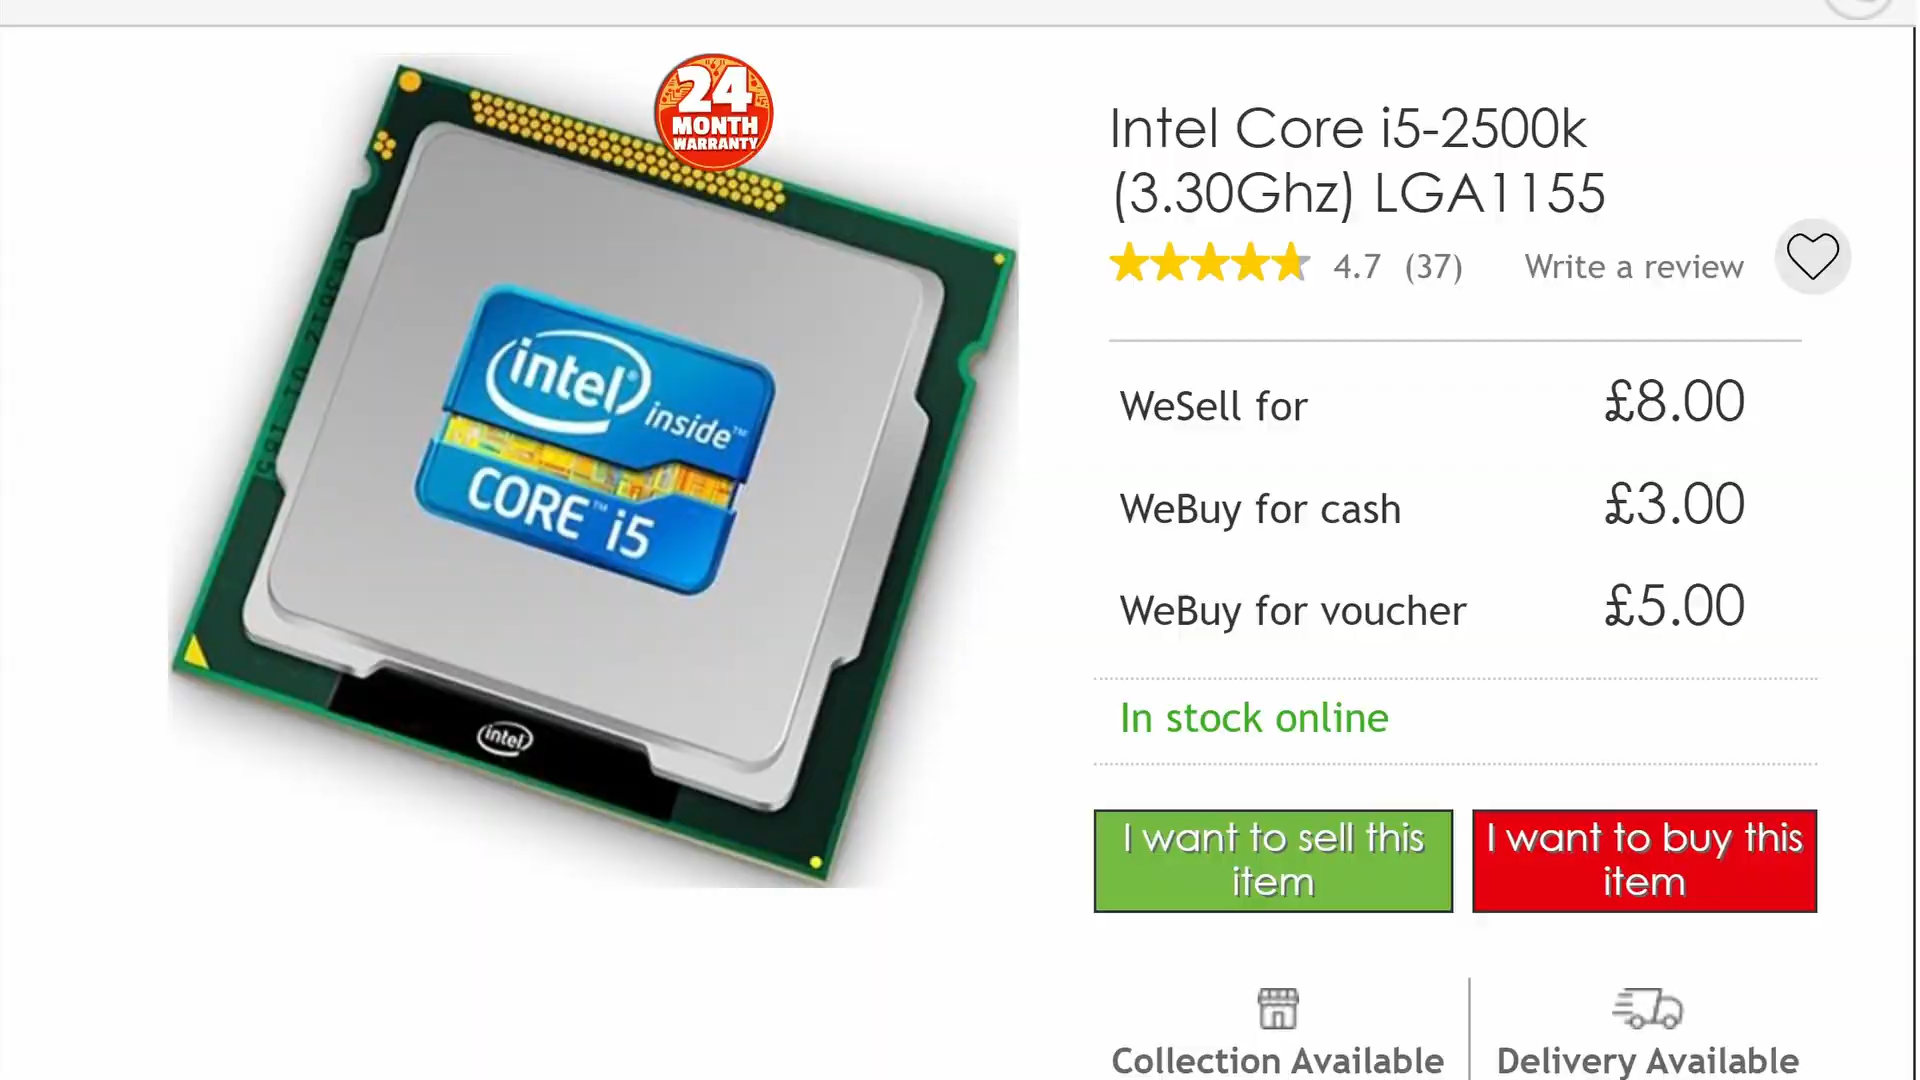 24
MONTH
WARRANTY
intel®
inside™
CORE™ i5
intel
Intel Core i5-2500k
(3.30Ghz) LGA1155
4.7 (37) Write a review
WeSell for £8.00
WeBuy for cash £3.00
WeBuy for voucher £5.00
In stock online
I want to sell this
item
I want to buy this
item
Collection Available
Delivery Available